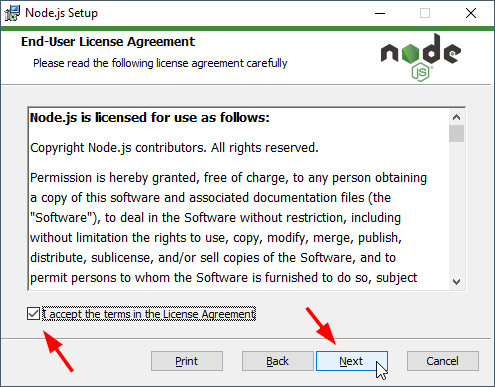 Node.js Setup
End-User License Agreement
Please read the following license agreement carefully
node
JS
Node.js is licensed for use as follows:
Copyright Node.js contributors. All rights reserved.
Permission is hereby granted, free of charge, to any person obtaining
a copy of this software and associated documentation files (the
"Software"), to deal in the Software without restriction, including
without limitation the rights to use, copy, modify, merge, publish,
distribute, sublicense, and/or sell copies of the Software, and to
permit persons to whom the Software is furnished to do so, subject
I accept the terms in the License Agreement
Print
Back
Next
Cancel